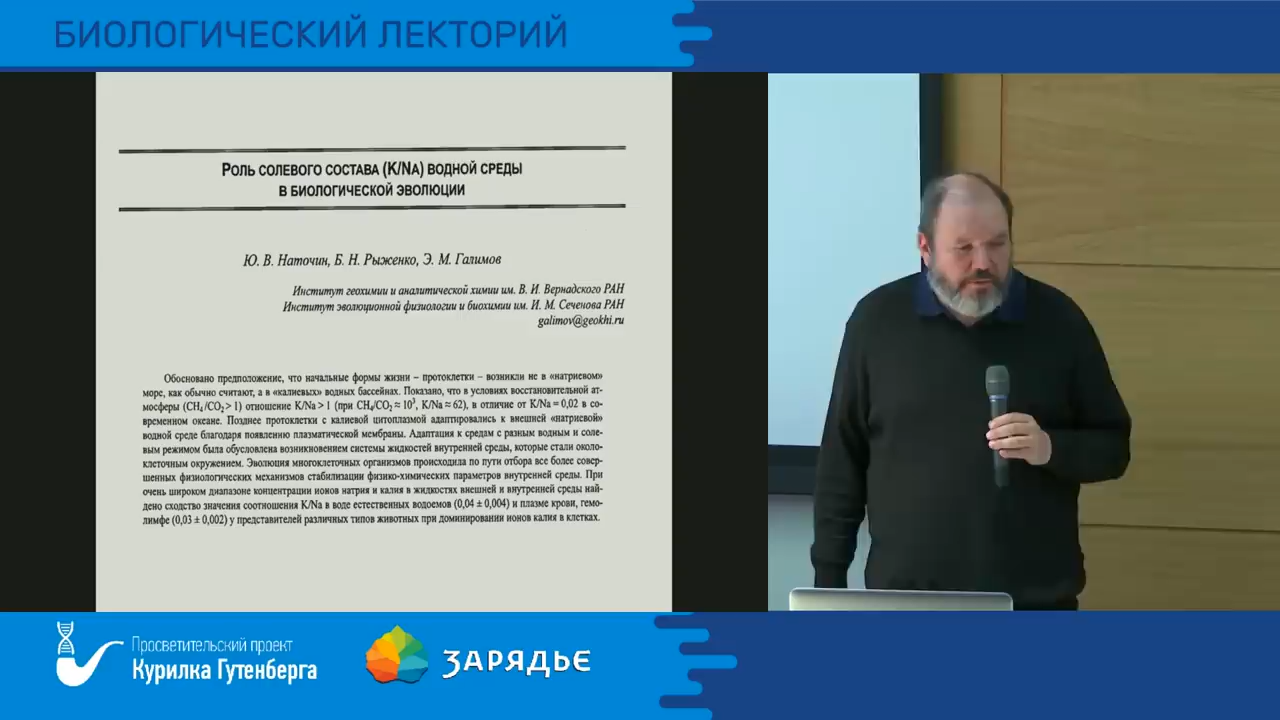 БИОЛОГИЧЕСКИЙ ЛЕКТОРИЙ
РОЛЬ СОЛЕВОГО СОСТАВА (K/NA) ВОДНОЙ СРЕДЫ
В БИОЛОГИЧЕСКОЙ ЭВОЛЮЦИИ
Ю. В. Наточин, Б. Н. Рыженко, Э. М. Галимов
Институт геохимии и аналитической химии им. В. И. Вернадского РАН
Институт эволюционной физиологии и биохимии им. И. М. Сеченова РАН
galimov@geokhi.ru
Обосновано предположение, что начальные формы жизни – протоклетки – возникли не в «натриевом»
море, как обычно считают, а в «калиевых» водных бассейнах. Показано, что в условиях восстановительной ат-
мосферы (CH₄/CO₂ > 1) отношение K/Na > 1 (при CH₄/CO₂ ≈ 10³, K/Na ≈ 62), в отличие от K/Na = 0,02 в со-
временном океане. Позднее протоклетки с калиевой цитоплазмой адаптировались к внешней «натриевой»
водной среде благодаря появлению плазматической мембраны. Адаптация к средам с разным водным и соле-
вым режимом была обусловлена возникновением системы жидкостей внутренней среды, которые стали около-
клеточным окружением. Эволюция многоклеточных организмов происходила по пути отбора все более совер-
шенных физиологических механизмов стабилизации физико-химических параметров внутренней среды. При
очень широком диапазоне концентрации ионов натрия и калия в жидкостях внешней и внутренней среды най-
дено сходство значения соотношения K/Na в воде естественных водоемов (0,04 ± 0,004) и плазме крови, гемо-
лимфе (0,03 ± 0,002) у представителей различных типов животных при доминировании ионов калия в клетках.
Просветительский проект
Курилка Гутенберга
ЗАРЯДЬЕ